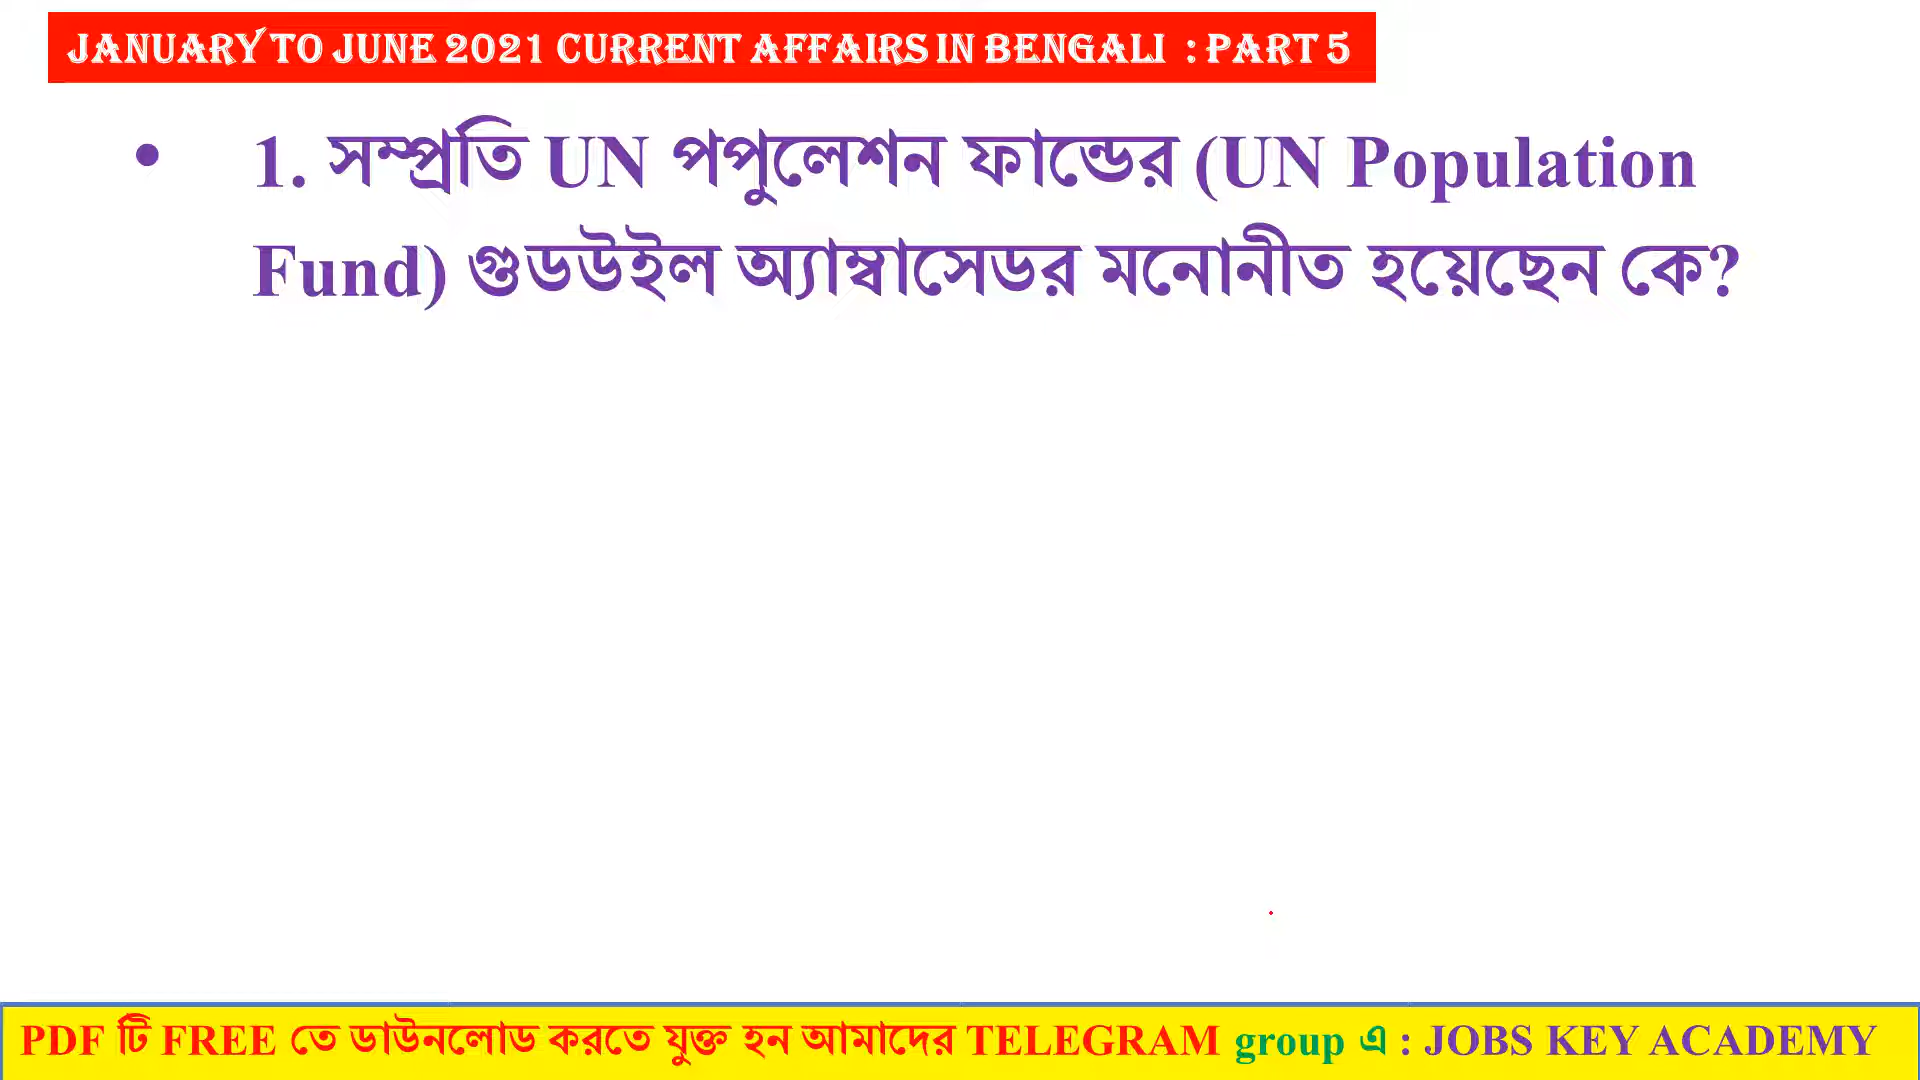 JANUARY TO JUNE 2021 CURRENT AFFAIRS IN BENGALI : PART 5
• 1. সম্প্রতি UN পপুলেশন ফান্ডের (UN Population
Fund) গুডউইল অ্যাম্বাসেডর মনোনীত হয়েছেন কে?
PDF টি FREE তে ডাউনলোড করতে যুক্ত হন আমাদের TELEGRAM group এ : JOBS KEY ACADEMY